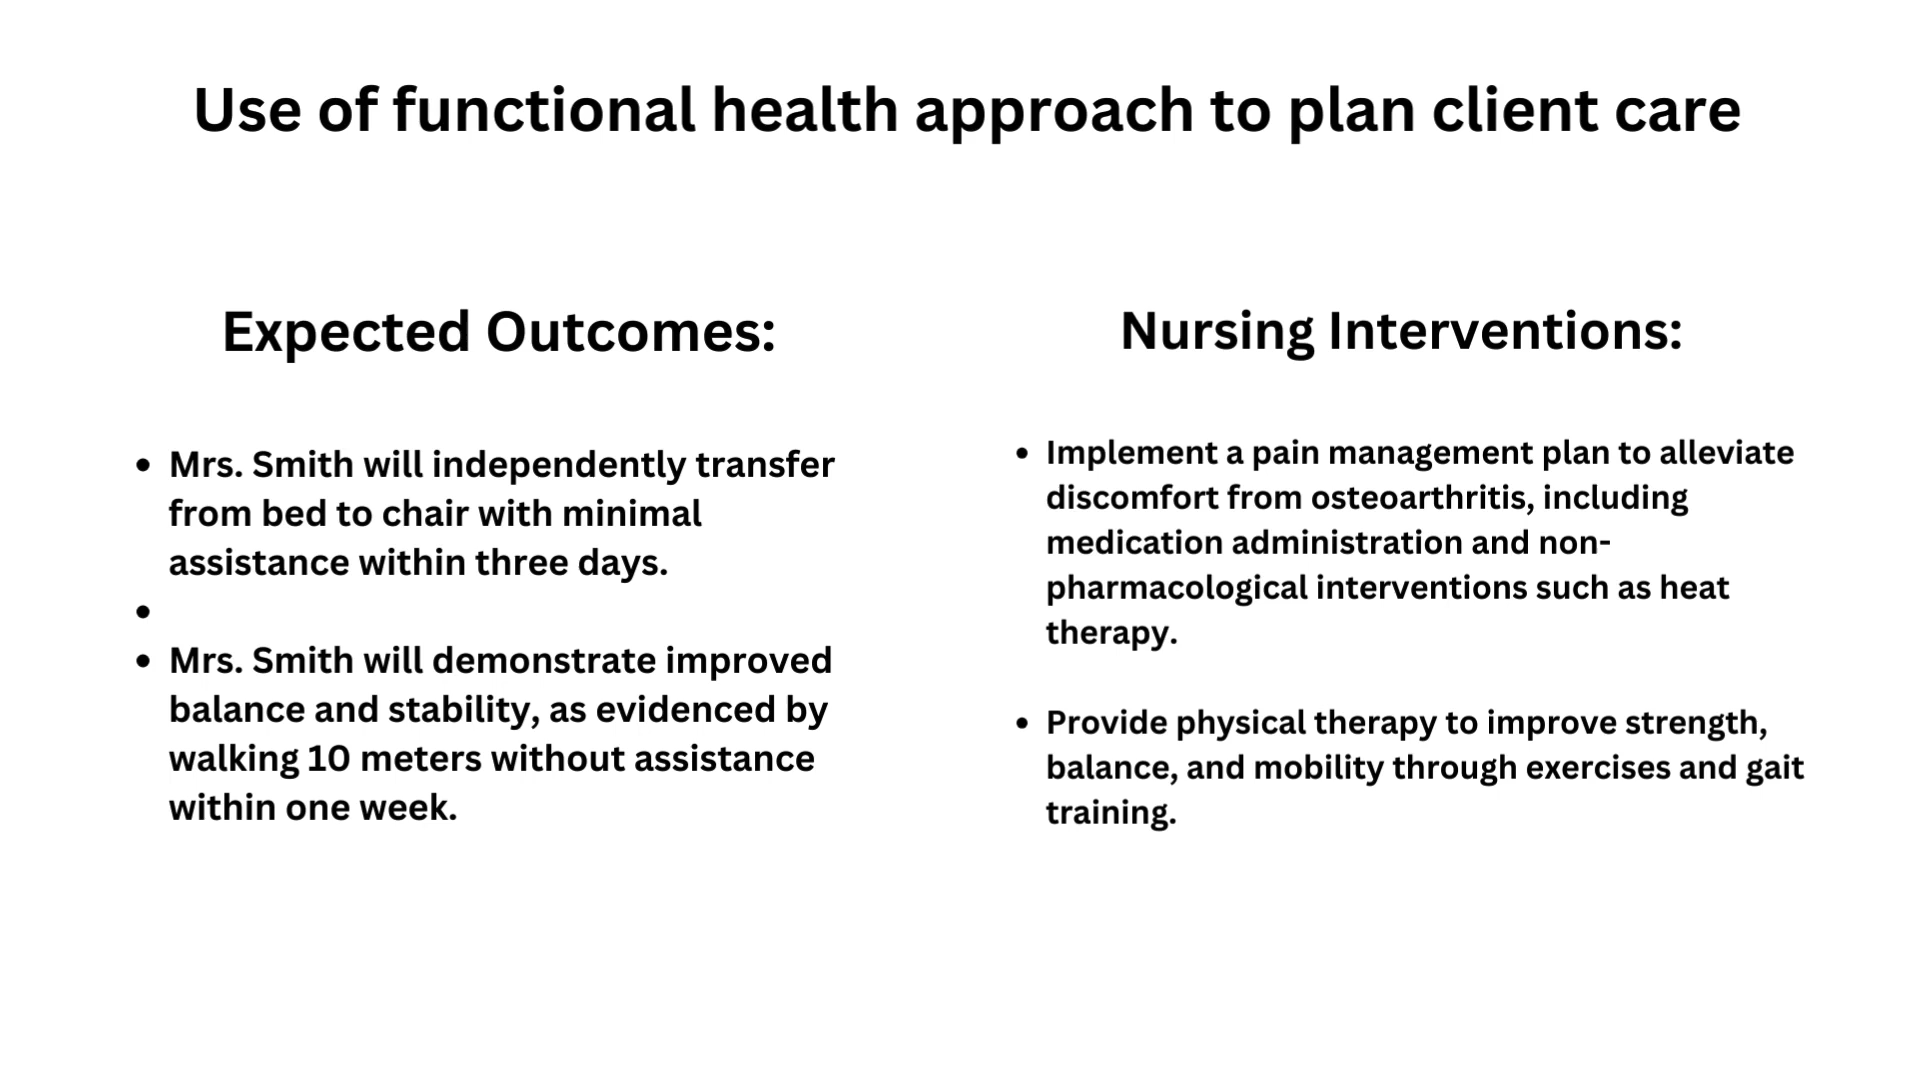 Use of functional health approach to plan client care
Expected Outcomes:
• Mrs. Smith will independently transfer
from bed to chair with minimal
assistance within three days.
•
• Mrs. Smith will demonstrate improved
balance and stability, as evidenced by
walking 10 meters without assistance
within one week.
Nursing Interventions:
• Implement a pain management plan to alleviate
discomfort from osteoarthritis, including
medication administration and non-
pharmacological interventions such as heat
therapy.
• Provide physical therapy to improve strength,
balance, and mobility through exercises and gait
training.